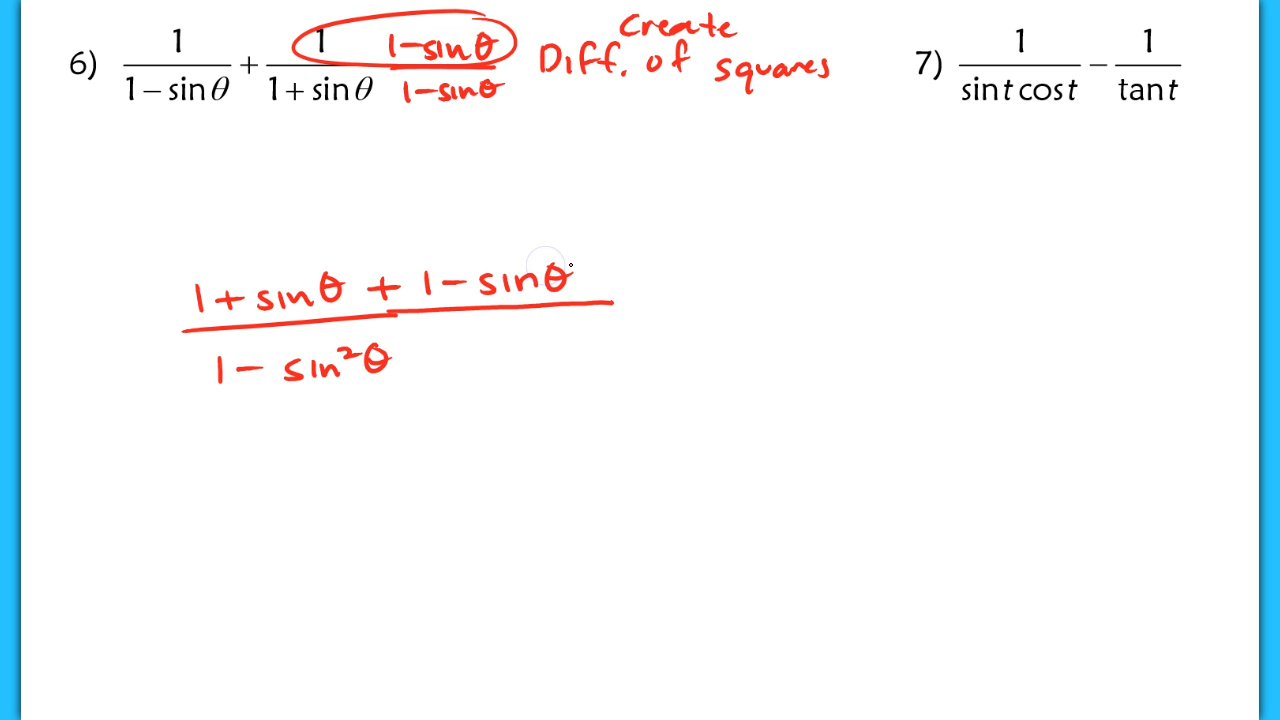 6) 1/(1 − sin θ) + 1/(1 + sin θ) (1 − sin θ)/(1 − sin θ) Create Diff. of squares
7) 1/(sin t cos t) − 1/(tan t)
1 + sin θ + 1 − sin θ
1 − sin²θ